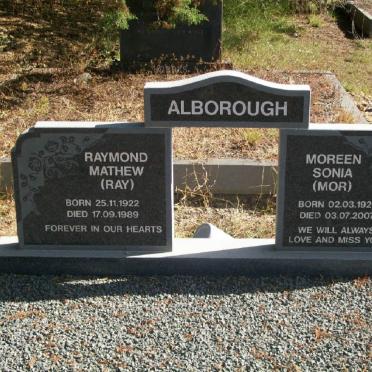 ALBOROUGH
RAYMOND
MATHEW
(RAY)
BORN 25.11.1922
DIED 17.09.1989
FOREVER IN OUR HEARTS
MOREEN
SONIA
(MOR)
BORN 02.03.192
DIED 03.07.2007
WE WILL ALWAYS
LOVE AND MISS